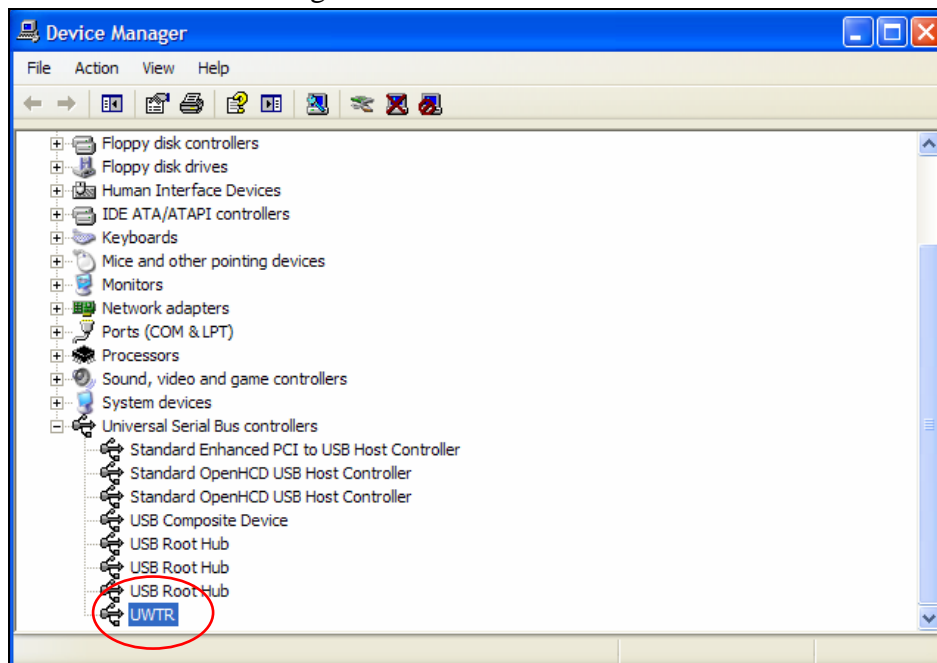 Device Manager
File Action View Help
Floppy disk controllers
Floppy disk drives
Human Interface Devices
IDE ATA/ATAPI controllers
Keyboards
Mice and other pointing devices
Monitors
Network adapters
Ports (COM & LPT)
Processors
Sound, video and game controllers
System devices
Universal Serial Bus controllers
Standard Enhanced PCI to USB Host Controller
Standard OpenHCD USB Host Controller
Standard OpenHCD USB Host Controller
USB Composite Device
USB Root Hub
USB Root Hub
USB Root Hub
UWTR